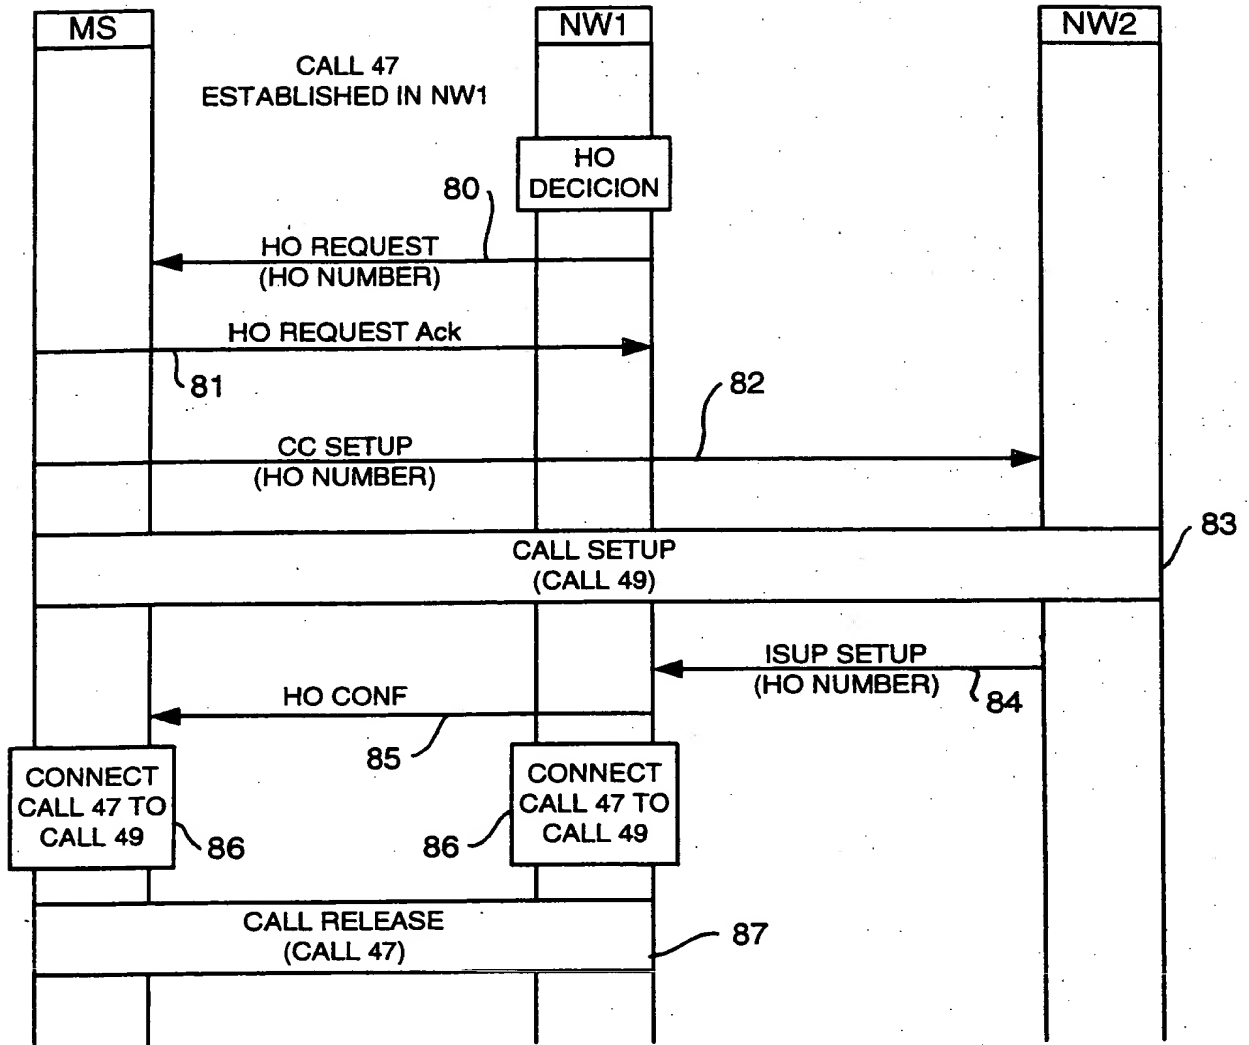 MS
NW1
NW2
CALL 47
ESTABLISHED IN NW1
HO
DECICION
80
HO REQUEST
(HO NUMBER)
HO REQUEST Ack
81
82
CC SETUP
(HO NUMBER)
83
CALL SETUP
(CALL 49)
ISUP SETUP
(HO NUMBER)
84
HO CONF
85
CONNECT
CALL 47 TO
CALL 49
86
CONNECT
CALL 47 TO
CALL 49
86
CALL RELEASE
(CALL 47)
87